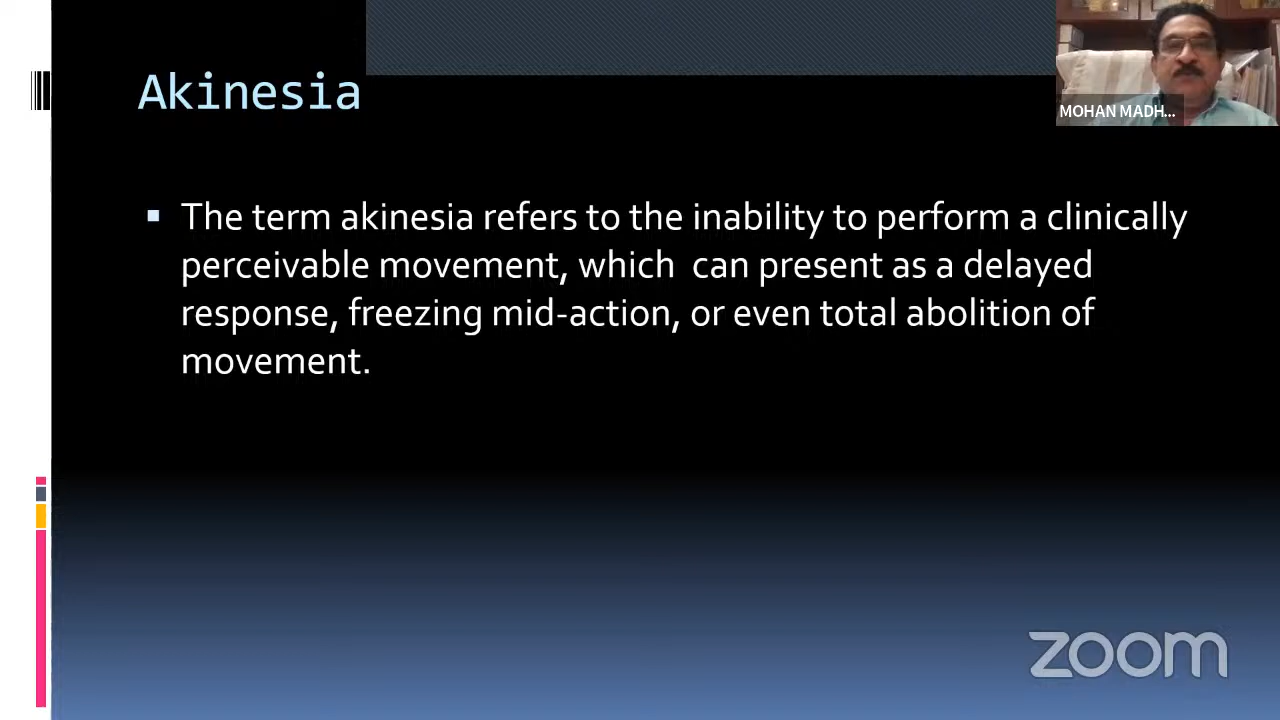 Akinesia
MOHAN MADH...
The term akinesia refers to the inability to perform a clinically
perceivable movement, which can present as a delayed
response, freezing mid-action, or even total abolition of
movement.
zoom